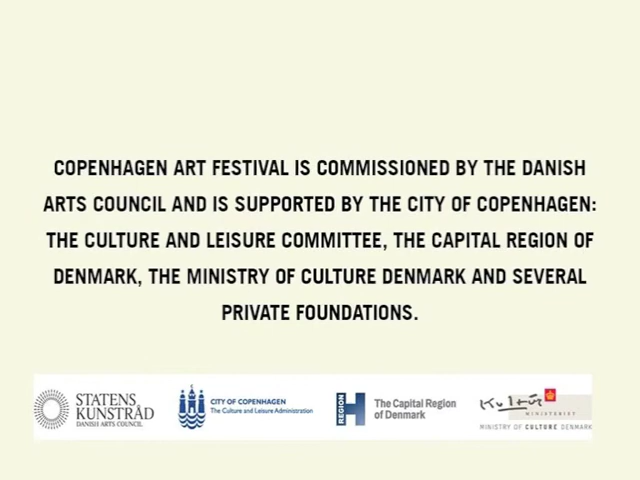 COPENHAGEN ART FESTIVAL IS COMMISSIONED BY THE DANISH
ARTS COUNCIL AND IS SUPPORTED BY THE CITY OF COPENHAGEN:
THE CULTURE AND LEISURE COMMITTEE, THE CAPITAL REGION OF
DENMARK, THE MINISTRY OF CULTURE DENMARK AND SEVERAL
PRIVATE FOUNDATIONS.
STATENS
KUNSTRÅD
DANISH ARTS COUNCIL
CITY OF COPENHAGEN
The Culture and Leisure Administration
REGION H
The Capital Region
of Denmark
Kultur
MINISTERIET
MINISTRY OF CULTURE DENMARK